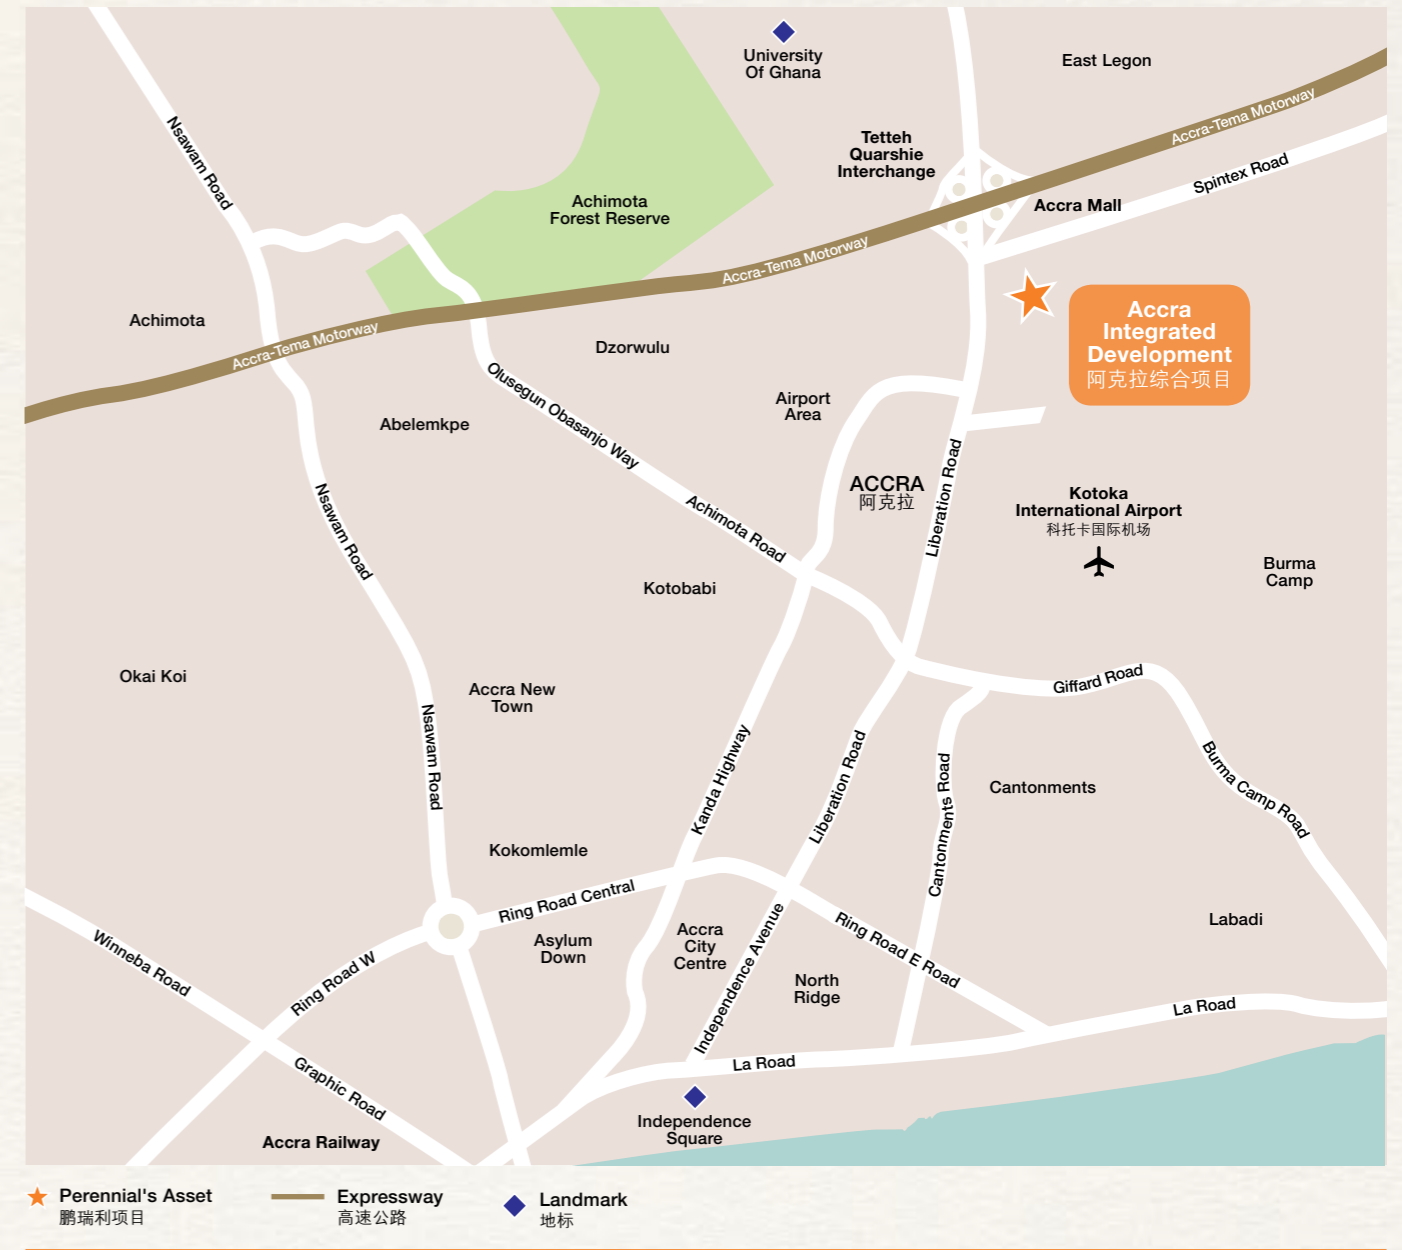 University
Of Ghana
East Legon
Accra-Tema Motorway
Nsawam Road
Tetteh
Quarshie
Interchange
Spintex Road
Achimota
Forest Reserve
Accra Mall
Accra-Tema Motorway
Achimota
Accra-Tema Motorway
Accra
Integrated
Development
阿克拉综合项目
Dzorwulu
Olusegun Obasanjo Way
Airport
Area
Abelemkpe
Liberation Road
ACCRA
阿克拉
Kotoka
International Airport
科托卡国际机场
Nsawam Road
Achimota Road
Burma
Camp
Kotobabi
Okai Koi
Accra New
Town
Giffard Road
Nsawam Road
Kanda Highway
Liberation Road
Cantonments Road
Cantonments
Burma Camp Road
Kokomlemle
Ring Road Central
Winneba Road
Ring Road W
Asylum
Down
Accra
City
Centre
Independence Avenue
Ring Road E Road
Labadi
North
Ridge
La Road
Graphic Road
La Road
Accra Railway
Independence
Square
Perennial's Asset
鹏瑞利项目
Expressway
高速公路
Landmark
地标